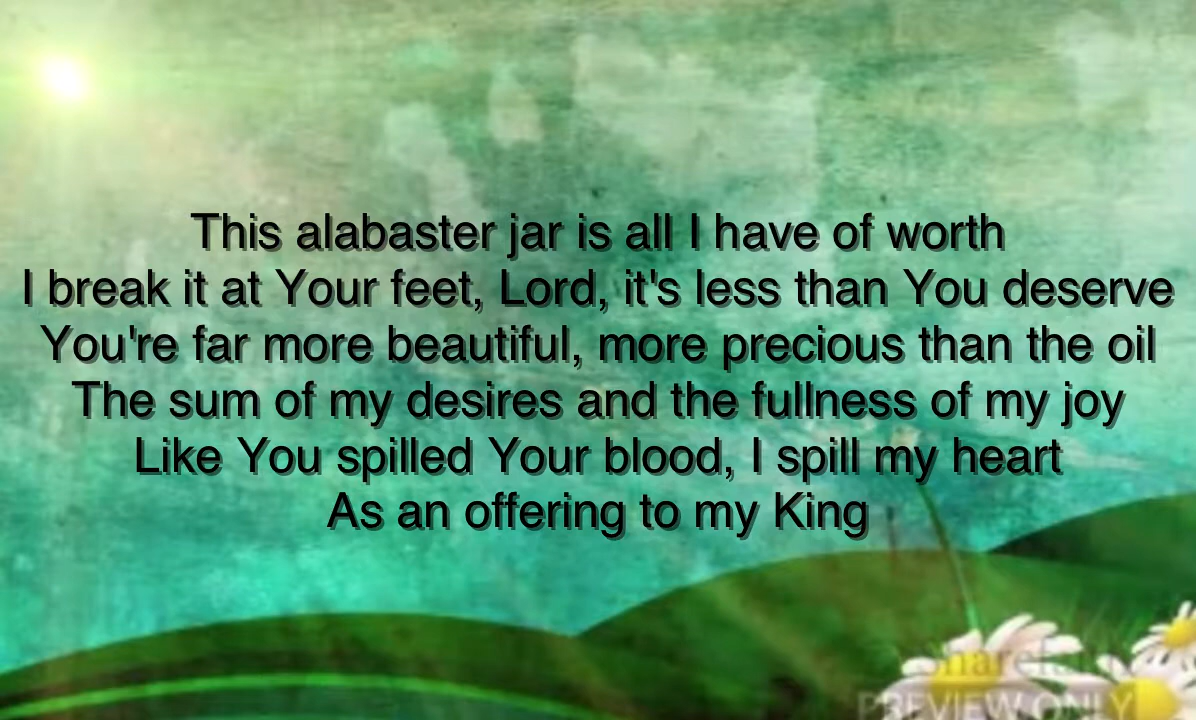 This alabaster jar is all I have of worth
I break it at Your feet, Lord, it's less than You deserve
You're far more beautiful, more precious than the oil
The sum of my desires and the fullness of my joy
Like You spilled Your blood, I spill my heart
As an offering to my King
PREVIEW ONLY